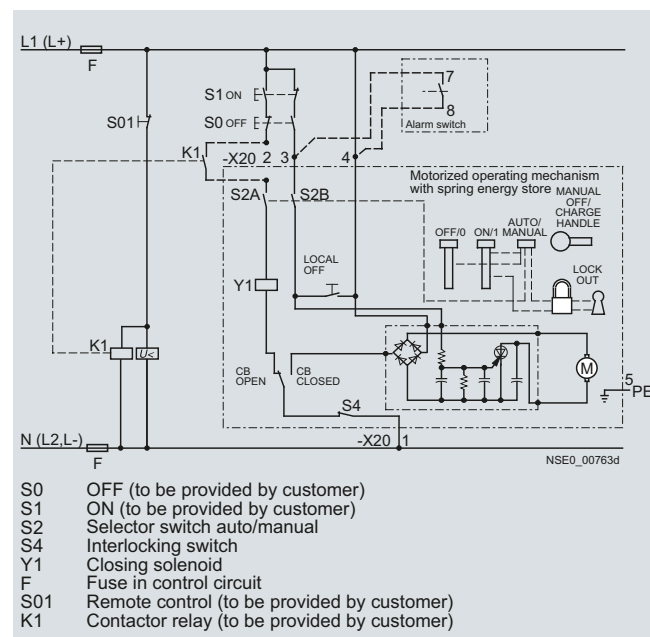 L1 (L+)
F
S1 ON
7
8
Alarm switch
S01
S0 OFF
K1
-X20 2 3 4
Motorized operating mechanism
with spring energy store
S2A
S2B
MANUAL
OFF/
CHARGE
HANDLE
AUTO/
MANUAL
OFF/0 ON/1
LOCAL
OFF
LOCK
OUT
Y1
K1
U<
CB
OPEN
CB
CLOSED
M
5
PE
S4
N (L2,L-)
F
-X20 1
NSE0_00763d
S0 OFF (to be provided by customer)
S1 ON (to be provided by customer)
S2 Selector switch auto/manual
S4 Interlocking switch
Y1 Closing solenoid
F Fuse in control circuit
S01 Remote control (to be provided by customer)
K1 Contactor relay (to be provided by customer)